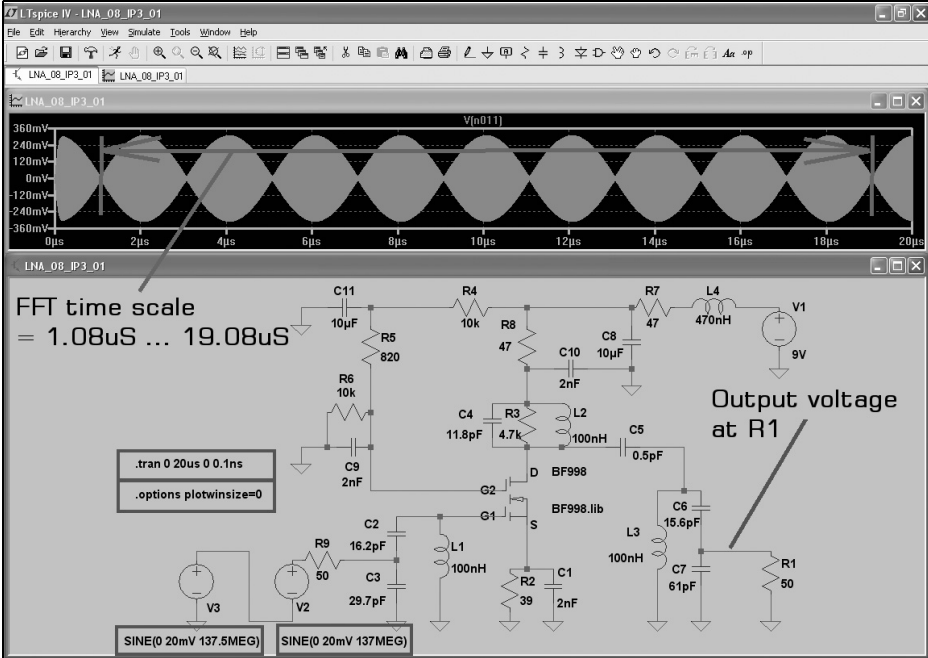 LTspice IV - LNA_08_IP3_01
File Edit Hierarchy View Simulate Tools Window Help
Aa .op
LNA_08_IP3_01 LNA_08_IP3_01
LNA_08_IP3_01
V(n011)
360mV
240mV
120mV
0mV
-120mV
-240mV
-360mV
0µs 2µs 4µs 6µs 8µs 10µs 12µs 14µs 16µs 18µs 20µs
LNA_08_IP3_01
FFT time scale
= 1.08uS ... 19.08uS
C11
10µF
R4
10k
R7
47
L4
470nH
V1
9V
R5
820
R8
47
C8
10µF
C10
2nF
R6
10k
C9
2nF
C4
11.8pF
R3
4.7k
L2
100nH
C5
0.5pF
Output voltage
at R1
.tran 0 20us 0 0.1ns
.options plotwinsize=0
D
BF998
G2
BF998.lib
G1
S
C2
16.2pF
R9
50
C3
29.7pF
L1
100nH
R2
39
C1
2nF
L3
100nH
C6
15.6pF
C7
61pF
R1
50
V3
V2
SINE(0 20mV 137.5MEG)
SINE(0 20mV 137MEG)